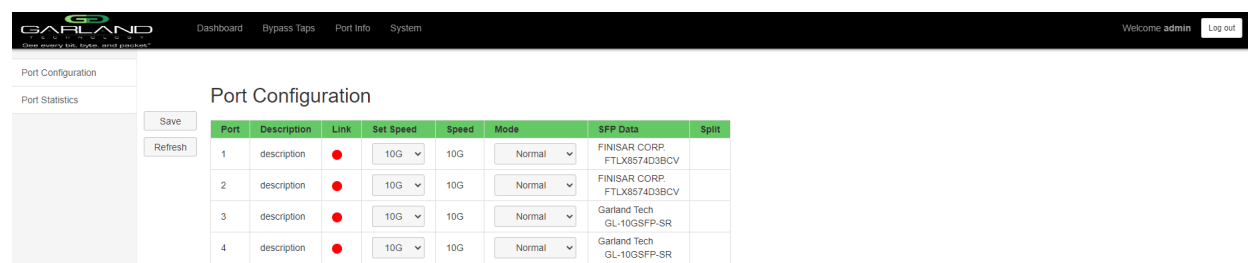 GARLAND
TECHNOLOGY
See every bit, byte, and packet®
Dashboard Bypass Taps Port Info System
Welcome admin Log out
Port Configuration
Port Statistics
Save
Refresh
Port Configuration
Port Description Link Set Speed Speed Mode SFP Data Split
1 description 10G 10G Normal FINISAR CORP.
FTLX8574D3BCV
2 description 10G 10G Normal FINISAR CORP.
FTLX8574D3BCV
3 description 10G 10G Normal Garland Tech
GL-10GSFP-SR
4 description 10G 10G Normal Garland Tech
GL-10GSFP-SR